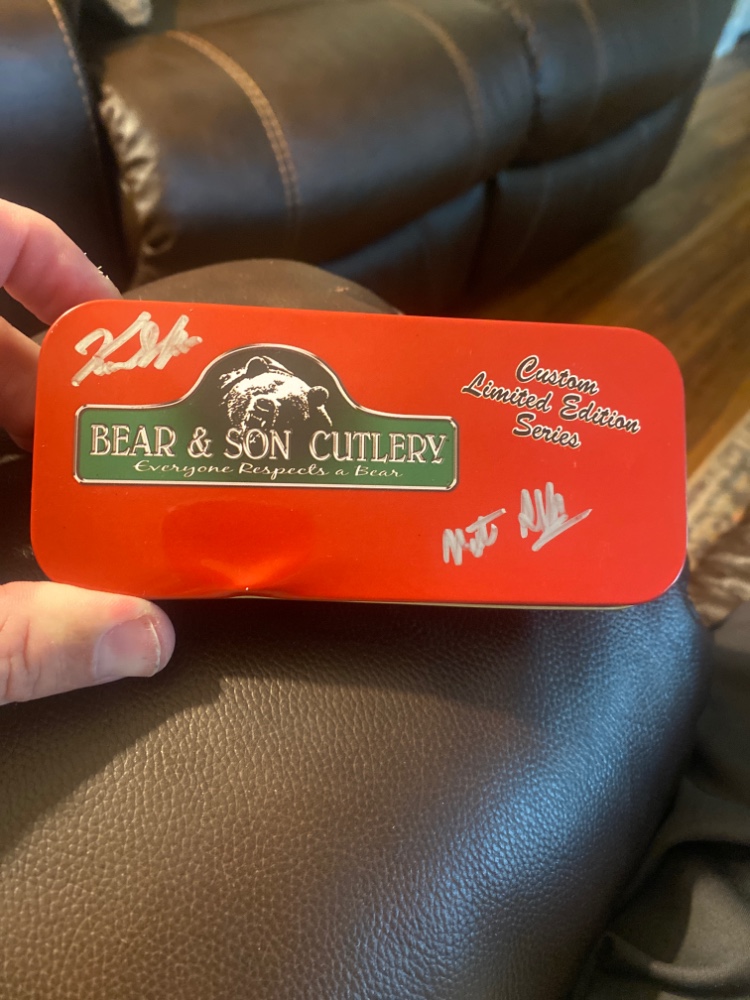 BEAR & SON CUTLERY
Everyone Respects a Bear
Custom
Limited Edition
Series